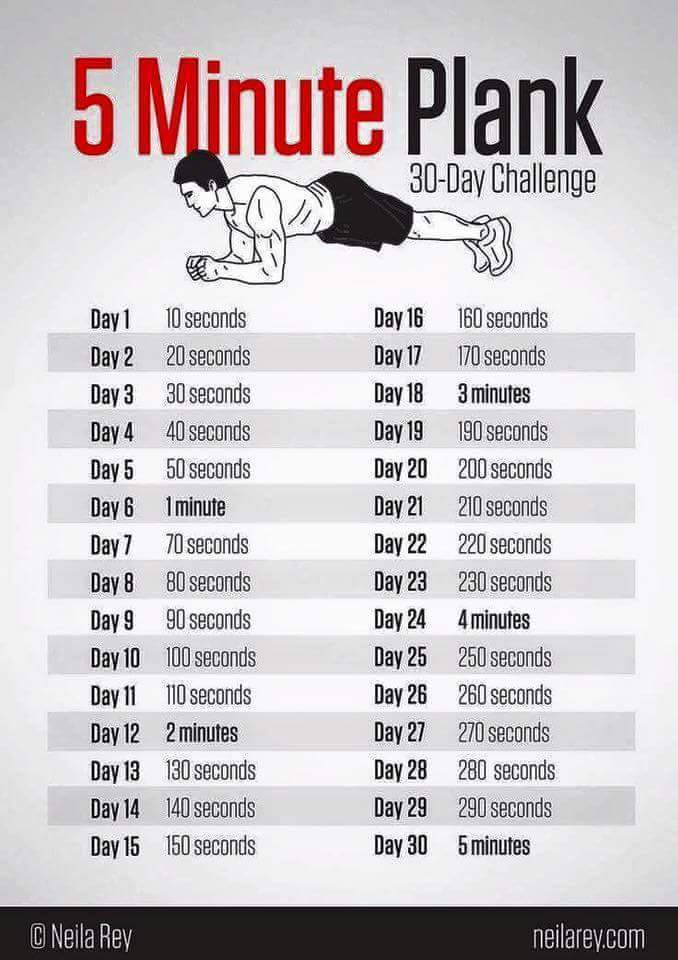 5 Minute Plank
30-Day Challenge
Day 1 10 seconds
Day 2 20 seconds
Day 3 30 seconds
Day 4 40 seconds
Day 5 50 seconds
Day 6 1 minute
Day 7 70 seconds
Day 8 80 seconds
Day 9 90 seconds
Day 10 100 seconds
Day 11 110 seconds
Day 12 2 minutes
Day 13 130 seconds
Day 14 140 seconds
Day 15 150 seconds
Day 16 160 seconds
Day 17 170 seconds
Day 18 3 minutes
Day 19 190 seconds
Day 20 200 seconds
Day 21 210 seconds
Day 22 220 seconds
Day 23 230 seconds
Day 24 4 minutes
Day 25 250 seconds
Day 26 260 seconds
Day 27 270 seconds
Day 28 280 seconds
Day 29 290 seconds
Day 30 5 minutes
© Neila Rey
neilarey.com